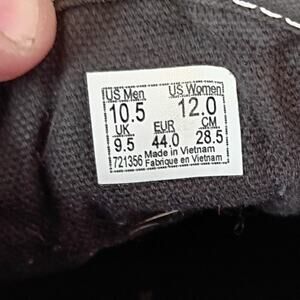 US Men US Women
10.5 12.0
UK EUR CM
9.5 44.0 28.5
721356 Made in Vietnam
Fabrique en Vietnam